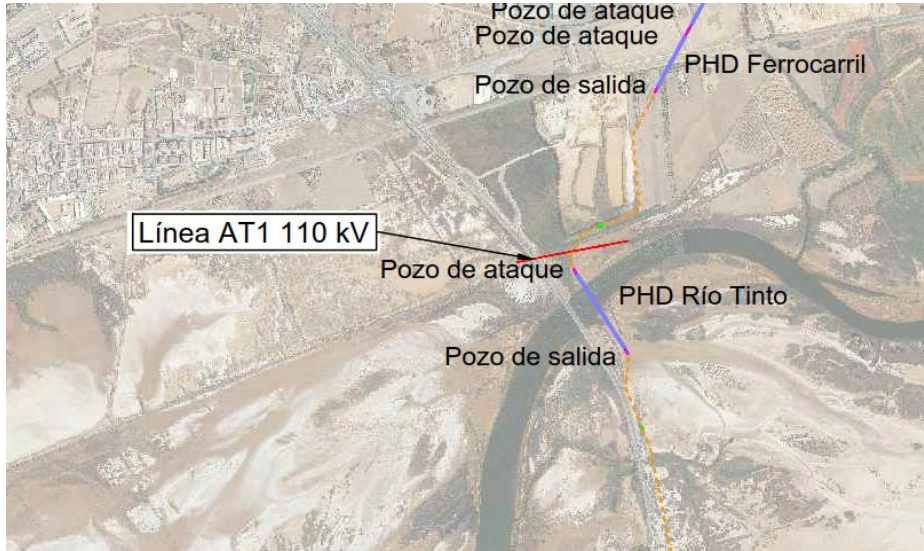 Pozo de ataque
Pozo de ataque
PHD Ferrocarril
Pozo de salida
Línea AT1 110 kV
Pozo de ataque
PHD Río Tinto
Pozo de salida